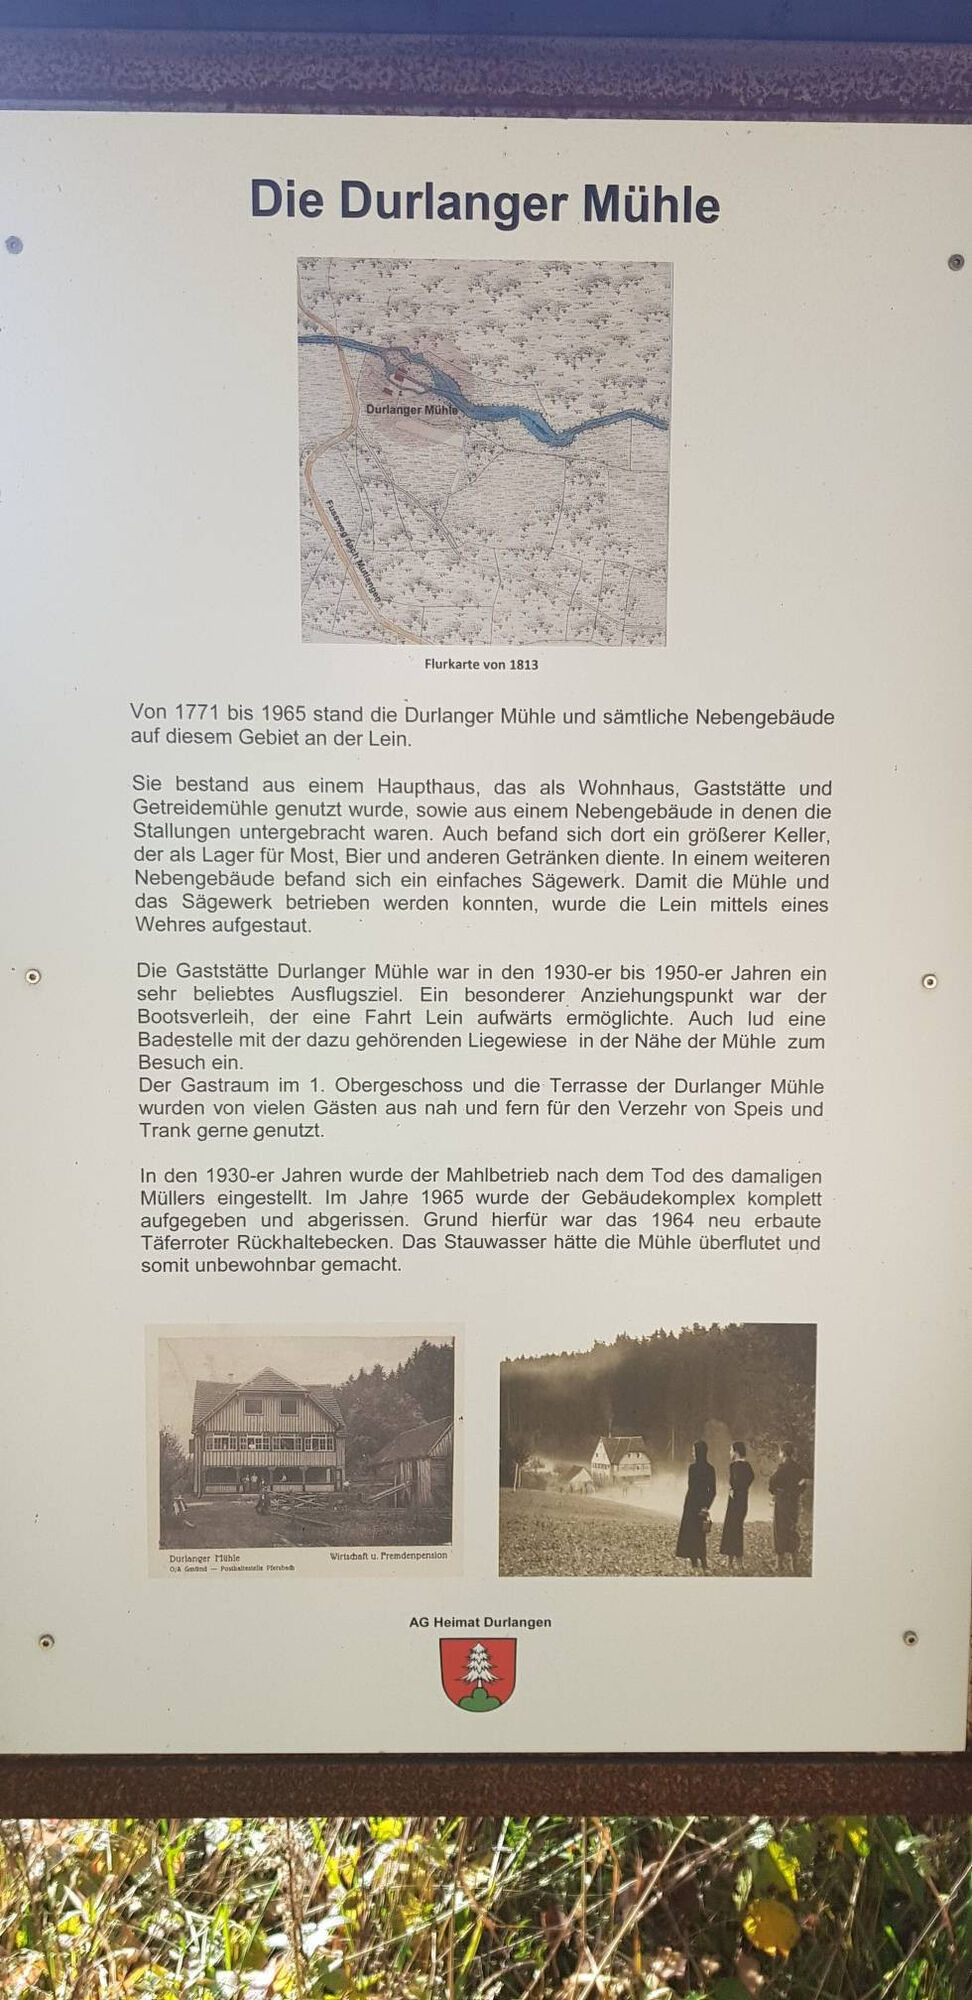 Die Durlanger Mühle
Durlanger Mühle
Fussweg nach Mutlangen
Flurkarte von 1813
Von 1771 bis 1965 stand die Durlanger Mühle und sämtliche Nebengebäude
auf diesem Gebiet an der Lein.
Sie bestand aus einem Haupthaus, das als Wohnhaus, Gaststätte und
Getreidemühle genutzt wurde, sowie aus einem Nebengebäude in denen die
Stallungen untergebracht waren. Auch befand sich dort ein größerer Keller,
der als Lager für Most, Bier und anderen Getränken diente. In einem weiteren
Nebengebäude befand sich ein einfaches Sägewerk. Damit die Mühle und
das Sägewerk betrieben werden konnten, wurde die Lein mittels eines
Wehres aufgestaut.
Die Gaststätte Durlanger Mühle war in den 1930-er bis 1950-er Jahren ein
sehr beliebtes Ausflugsziel. Ein besonderer Anziehungspunkt war der
Bootsverleih, der eine Fahrt Lein aufwärts ermöglichte. Auch lud eine
Badestelle mit der dazu gehörenden Liegewiese in der Nähe der Mühle zum
Besuch ein.
Der Gastraum im 1. Obergeschoss und die Terrasse der Durlanger Mühle
wurden von vielen Gästen aus nah und fern für den Verzehr von Speis und
Trank gerne genutzt.
In den 1930-er Jahren wurde der Mahlbetrieb nach dem Tod des damaligen
Müllers eingestellt. Im Jahre 1965 wurde der Gebäudekomplex komplett
aufgegeben und abgerissen. Grund hierfür war das 1964 neu erbaute
Täferroter Rückhaltebecken. Das Stauwasser hätte die Mühle überflutet und
somit unbewohnbar gemacht.
Durlanger Mühle Wirtschaft u. Fremdenpension
O/A Gmünd — Posthaltestelle Pfersbach
AG Heimat Durlangen